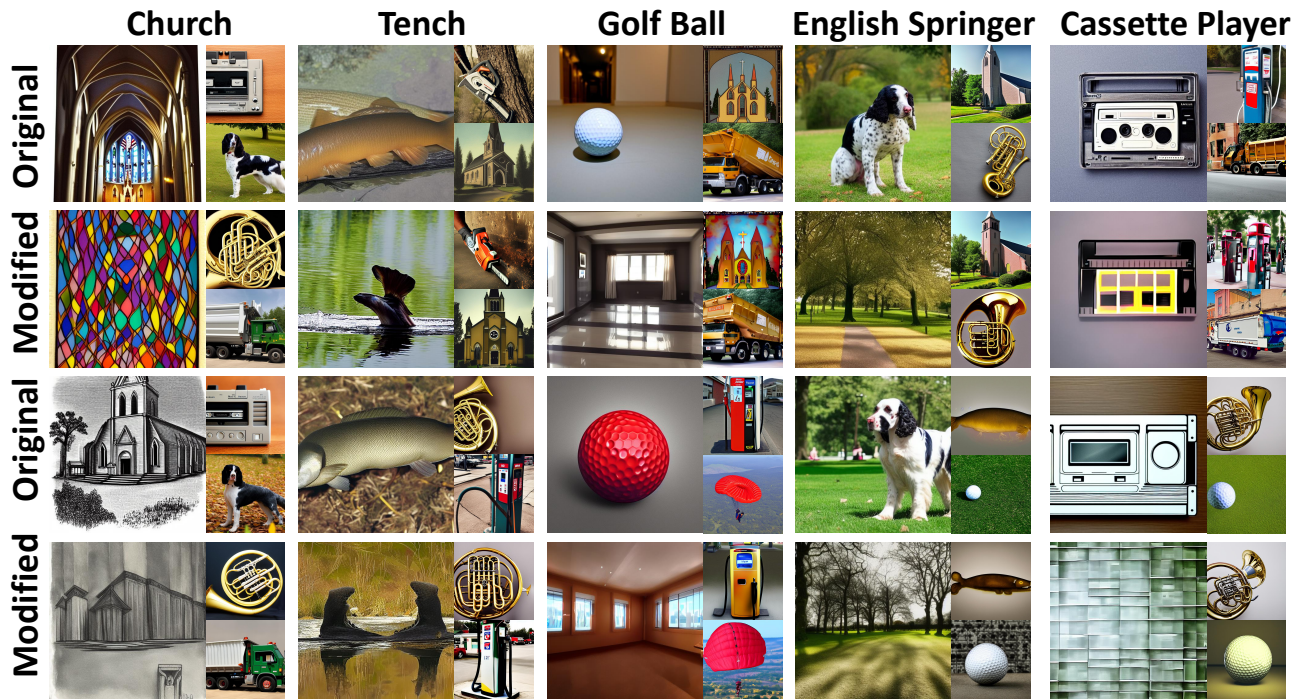 Church Tench Golf Ball English Springer Cassette Player
Original
Modified
Original
Modified